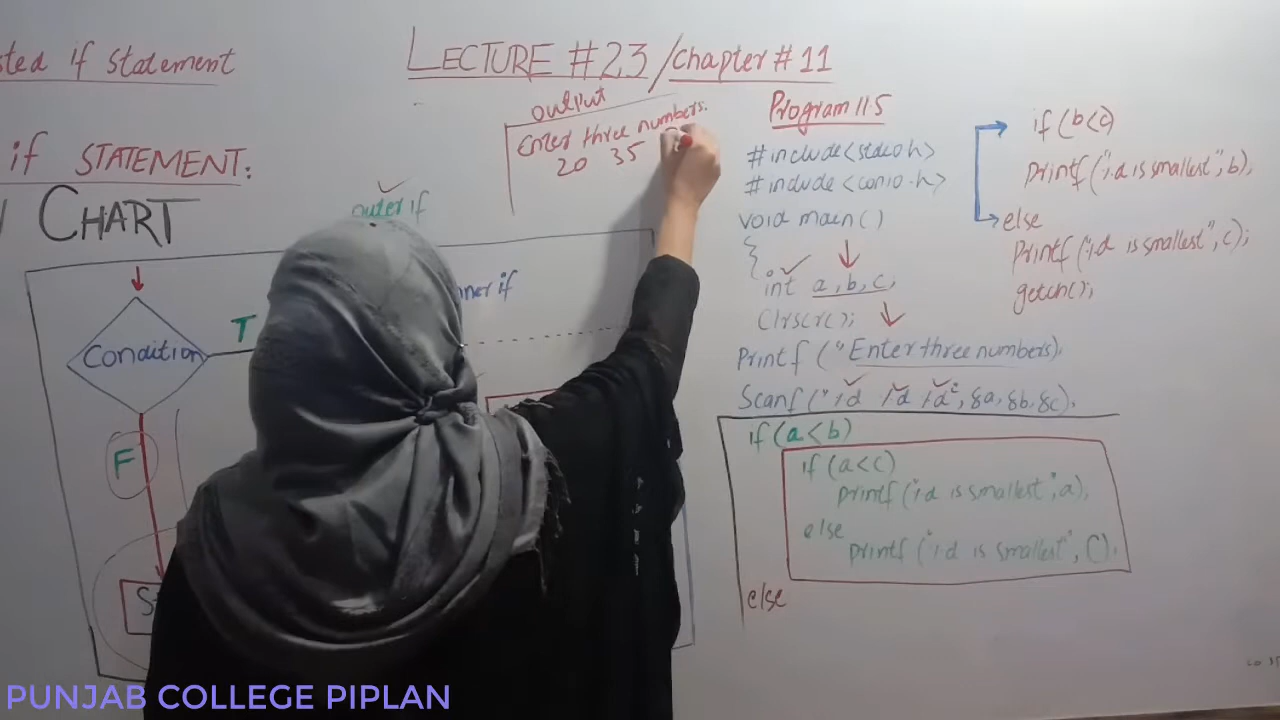 sted if Statement
LECTURE #23 / Chapter # 11
if STATEMENT:
CHART
outer if
ner if
Condition
T
F
S
output
Enter three numbers.
20 35
Program 11.5
#include<stdio.h>
#include<conio.h>
void main()
{
int a, b, c;
Clrscr();
Printf ("Enter three numbers);
Scanf("%d %d %d", &a, &b, &c);
if (a<b)
if (a<c)
printf("%d is smallest", a);
else
printf ("%d is smallest", C);
else
if (b<c)
printf("%d is smallest", b);
else
Printf ("%d is smallest", c);
getch();
PUNJAB COLLEGE PIPLAN